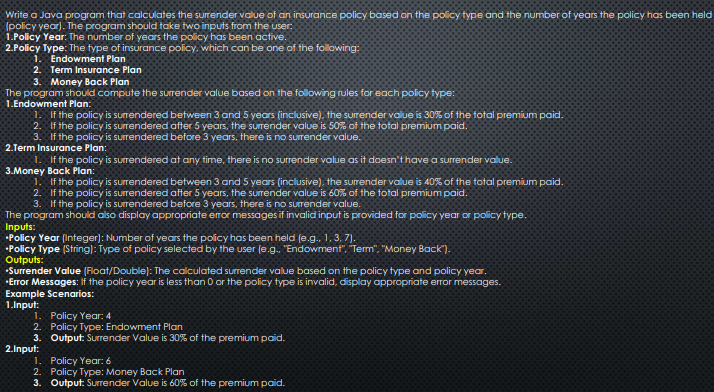 Write a Java program that calculates the surrender value of an insurance policy based on the policy type and the number of years the policy has been held
(policy year). The program should take two inputs from the user:
1.Policy Year: The number of years the policy has been active.
2.Policy Type: The type of insurance policy, which can be one of the following:
1. Endowment Plan
2. Term Insurance Plan
3. Money Back Plan
The program should compute the surrender value based on the following rules for each policy type:
1.Endowment Plan:
1. If the policy is surrendered between 3 and 5 years (inclusive), the surrender value is 30% of the total premium paid.
2. If the policy is surrendered after 5 years, the surrender value is 50% of the total premium paid.
3. If the policy is surrendered before 3 years, there is no surrender value.
2.Term Insurance Plan:
1. If the policy is surrendered at any time, there is no surrender value as it doesn't have a surrender value.
3.Money Back Plan:
1. If the policy is surrendered between 3 and 5 years (inclusive), the surrender value is 40% of the total premium paid.
2. If the policy is surrendered after 5 years, the surrender value is 60% of the total premium paid.
3. If the policy is surrendered before 3 years, there is no surrender value.
The program should also display appropriate error messages if invalid input is provided for policy year or policy type.
Inputs:
•Policy Year (Integer): Number of years the policy has been held (e.g., 1, 3, 7).
•Policy Type (String): Type of policy selected by the user (e.g., "Endowment", "Term", "Money Back").
Outputs:
•Surrender Value (Float/Double): The calculated surrender value based on the policy type and policy year.
•Error Messages: If the policy year is less than 0 or the policy type is invalid, display appropriate error messages.
Example Scenarios:
1.Input:
1. Policy Year: 4
2. Policy Type: Endowment Plan
3. Output: Surrender Value is 30% of the premium paid.
2.Input:
1. Policy Year: 6
2. Policy Type: Money Back Plan
3. Output: Surrender Value is 60% of the premium paid.